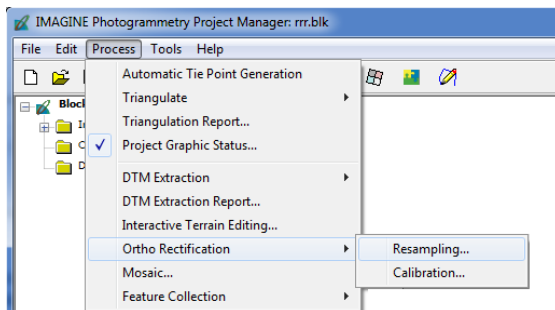 IMAGINE Photogrammetry Project Manager: rrr.blk
File Edit Process Tools Help
Automatic Tie Point Generation
Triangulate
Triangulation Report...
Project Graphic Status...
DTM Extraction
DTM Extraction Report...
Interactive Terrain Editing...
Ortho Rectification
Resampling...
Calibration...
Mosaic...
Feature Collection